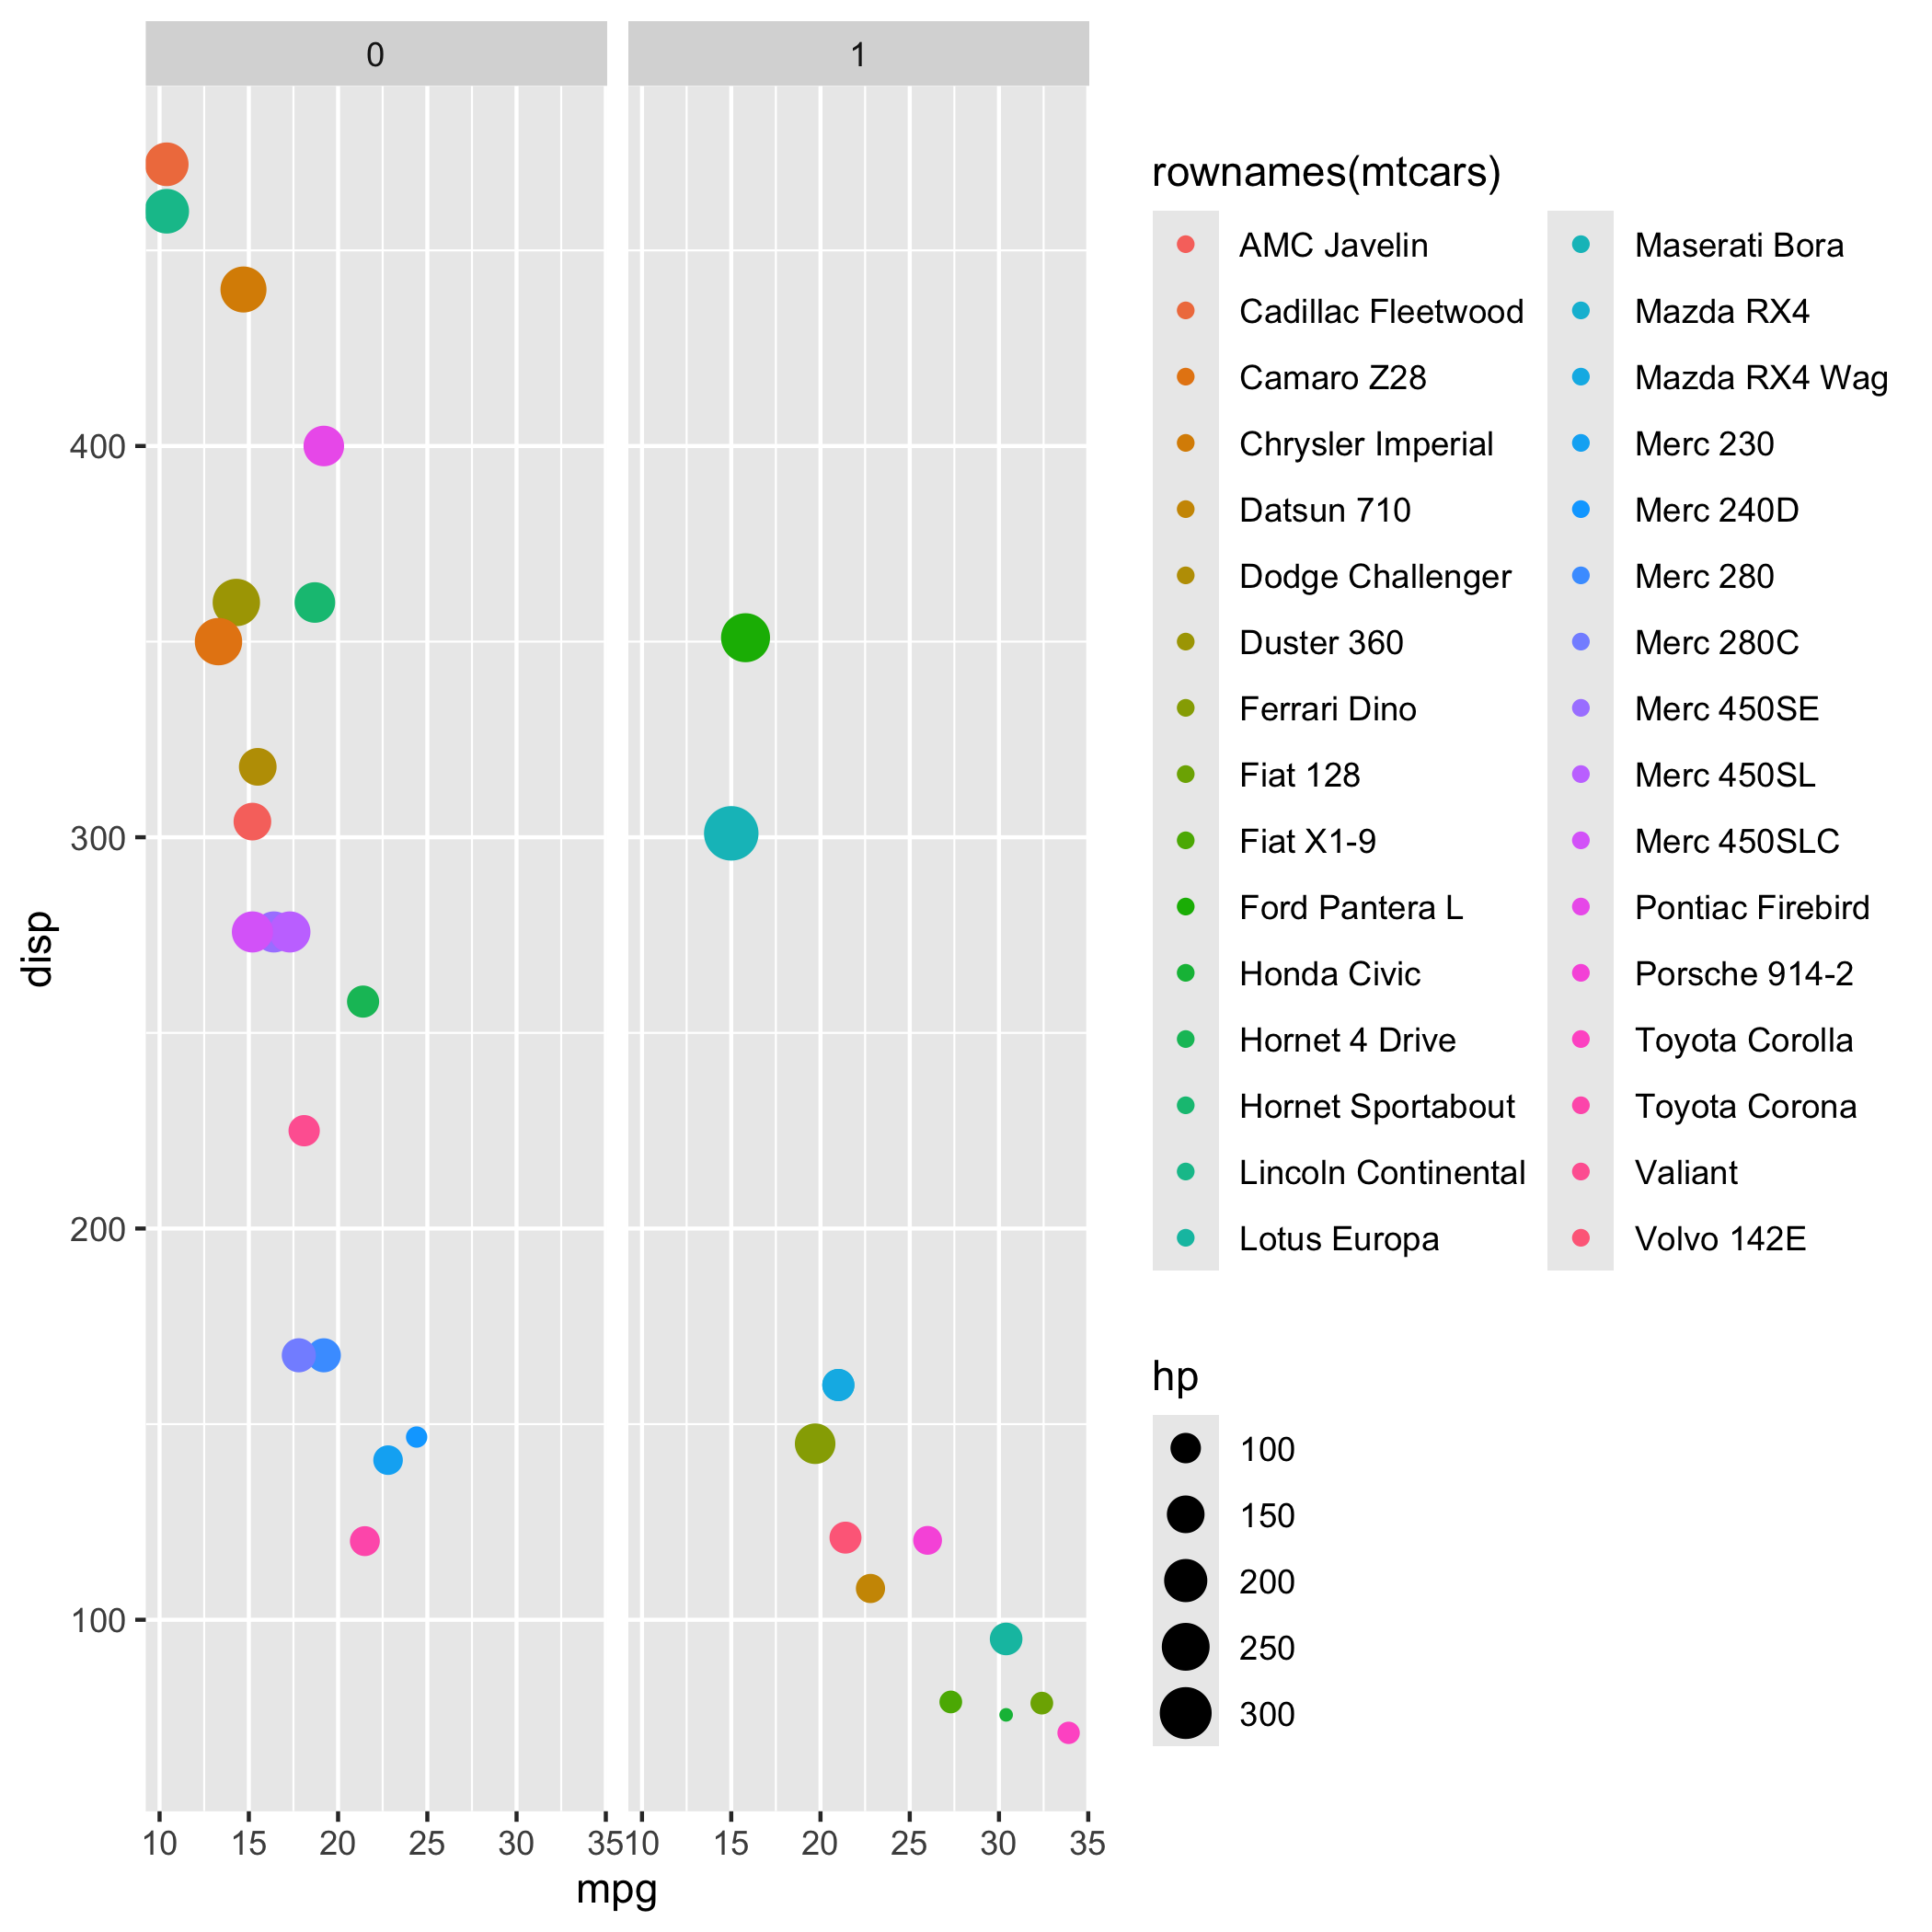 0
1
400
300
200
100
disp
10 15 20 25 30 35
10 15 20 25 30 35
mpg
rownames(mtcars)
AMC Javelin
Cadillac Fleetwood
Camaro Z28
Chrysler Imperial
Datsun 710
Dodge Challenger
Duster 360
Ferrari Dino
Fiat 128
Fiat X1-9
Ford Pantera L
Honda Civic
Hornet 4 Drive
Hornet Sportabout
Lincoln Continental
Lotus Europa
Maserati Bora
Mazda RX4
Mazda RX4 Wag
Merc 230
Merc 240D
Merc 280
Merc 280C
Merc 450SE
Merc 450SL
Merc 450SLC
Pontiac Firebird
Porsche 914-2
Toyota Corolla
Toyota Corona
Valiant
Volvo 142E
hp
100
150
200
250
300